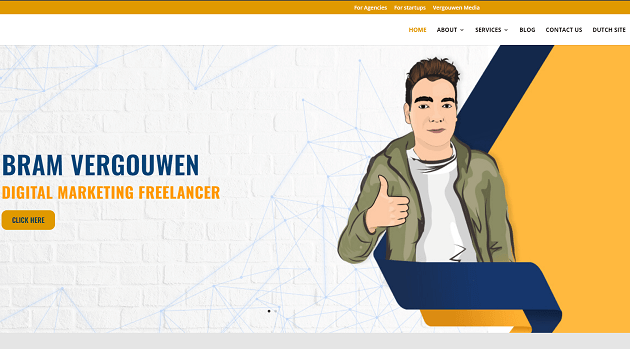 For Agencies For startups Vergouwen Media
HOME ABOUT SERVICES BLOG CONTACT US DUTCH SITE
BRAM VERGOUWEN
DIGITAL MARKETING FREELANCER
CLICK HERE